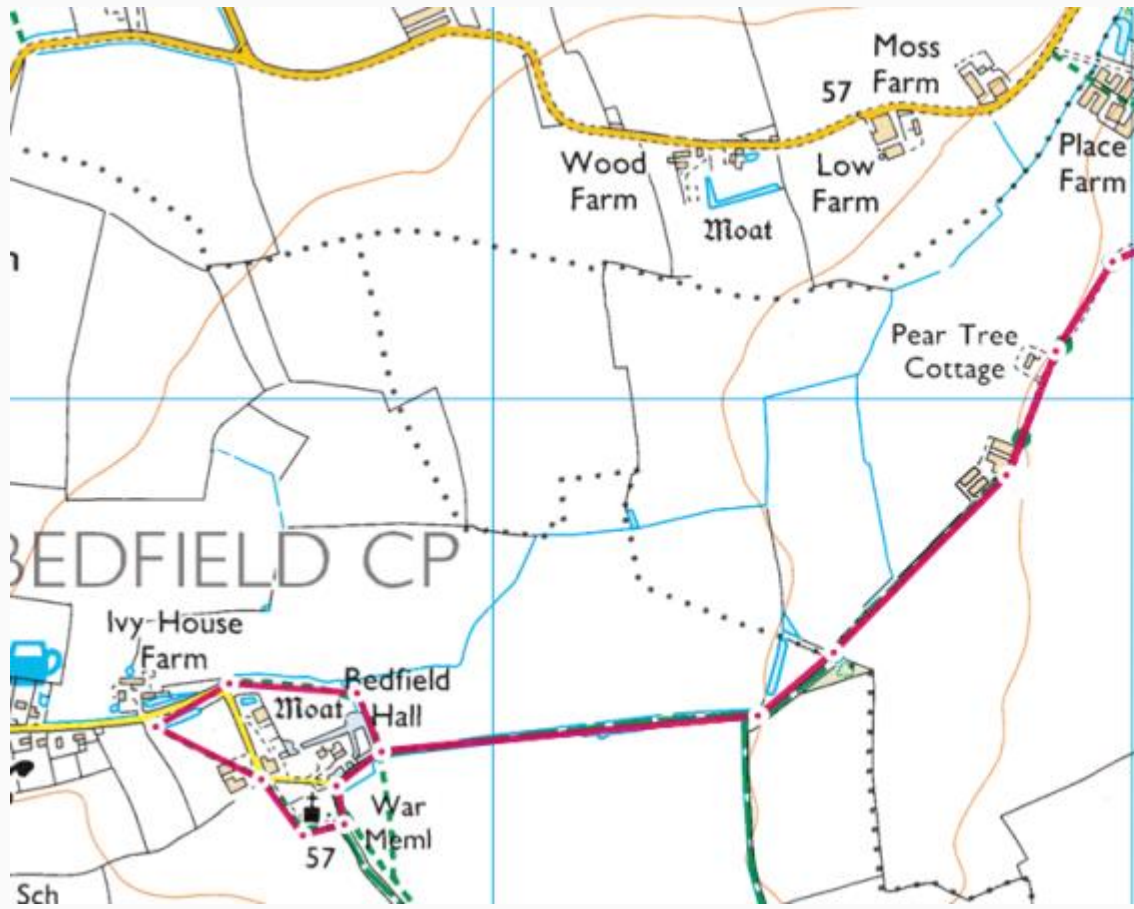 Moss
Farm
57
Wood
Farm
Low
Farm
Place
Farm
Moat
Pear Tree
Cottage
BEDFIELD CP
Ivy-House
Farm
Bedfield
Hall
Moat
War
Meml
57
Sch